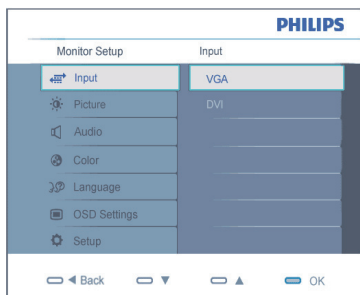 PHILIPS
Monitor Setup Input
Input VGA
Picture DVI
Audio
Color
Language
OSD Settings
Setup
Back OK